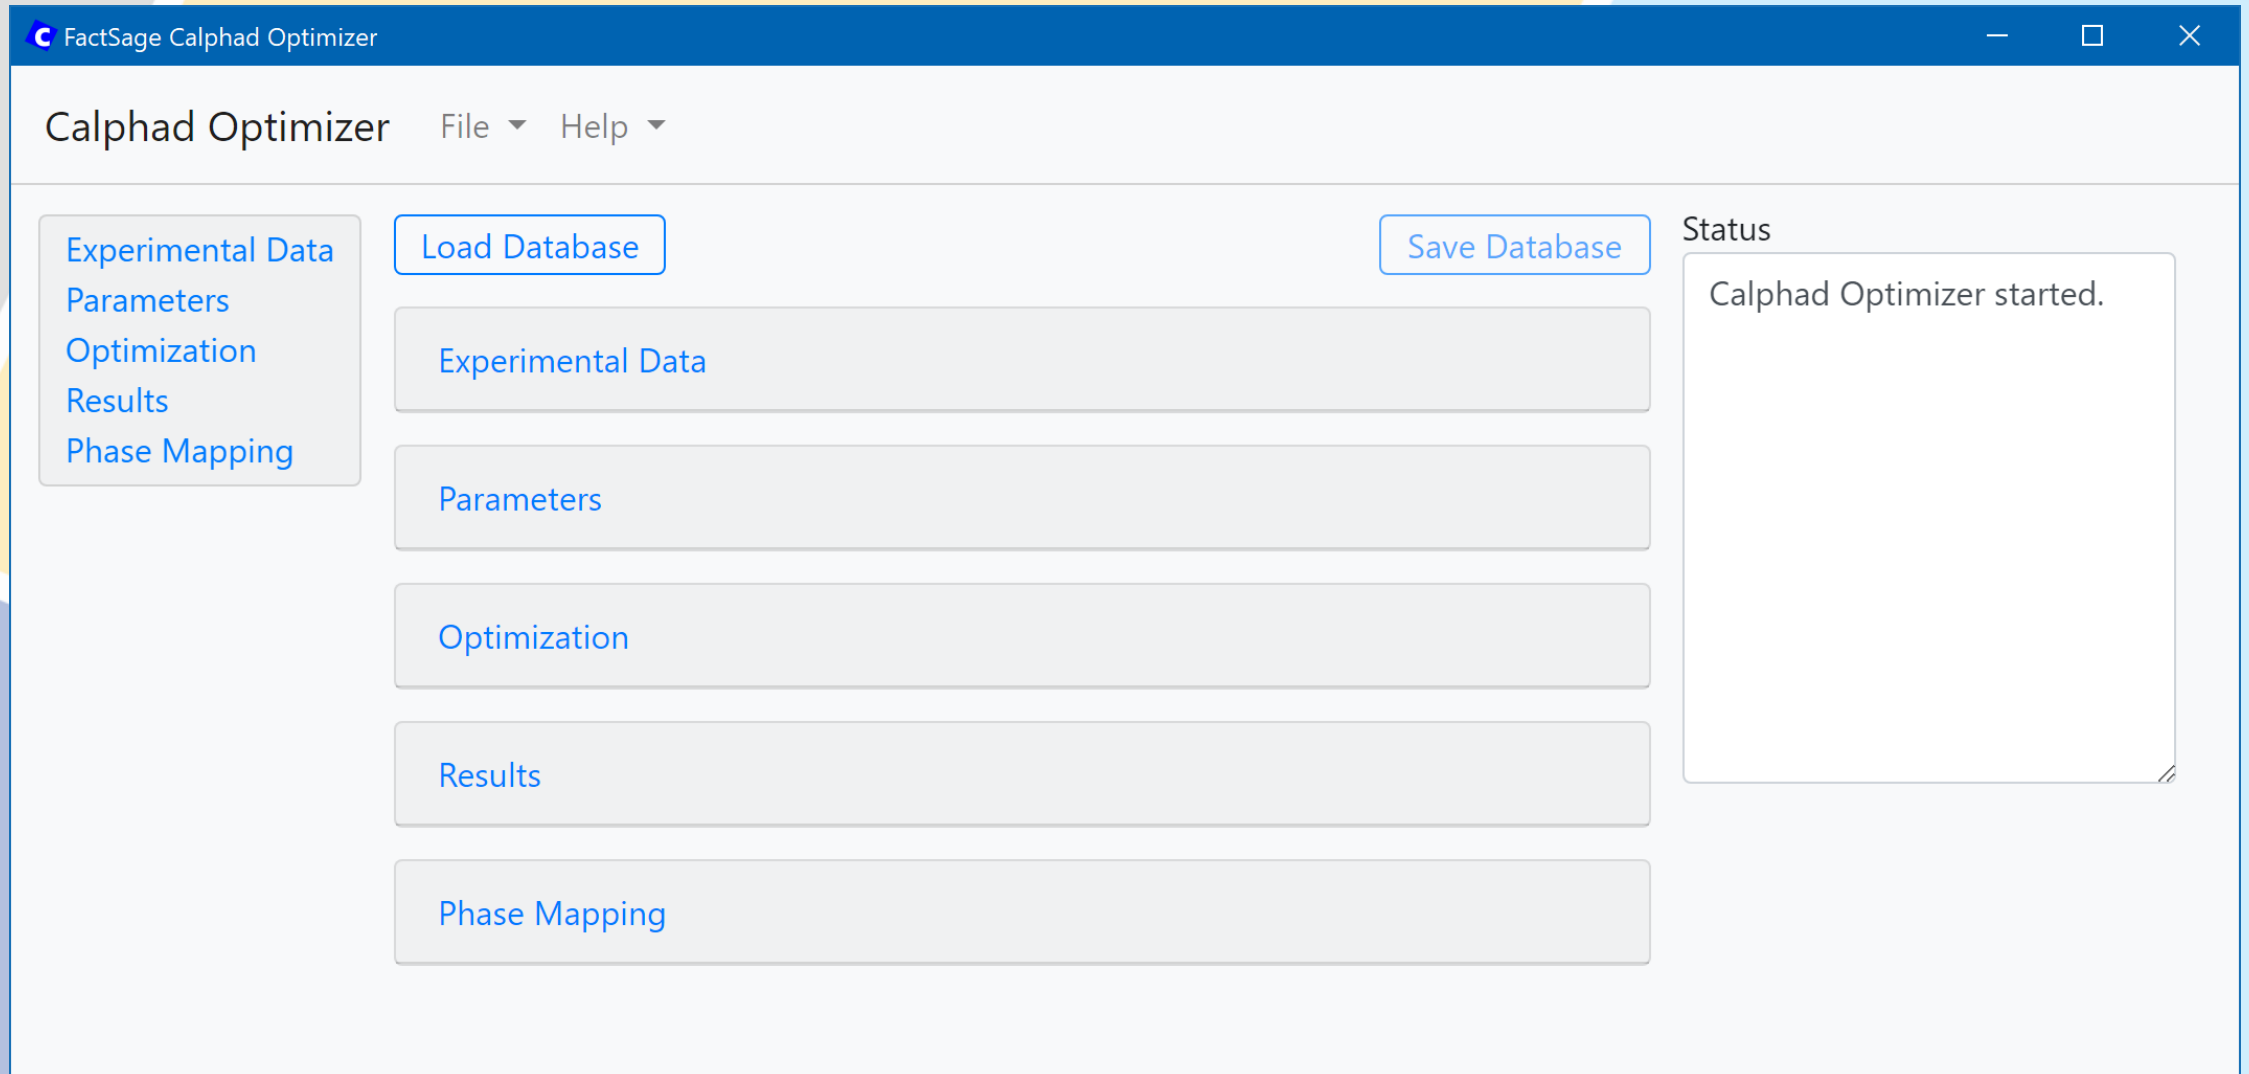 C FactSage Calphad Optimizer
Calphad Optimizer File Help
Experimental Data
Parameters
Optimization
Results
Phase Mapping
Load Database
Save Database
Experimental Data
Parameters
Optimization
Results
Phase Mapping
Status
Calphad Optimizer started.